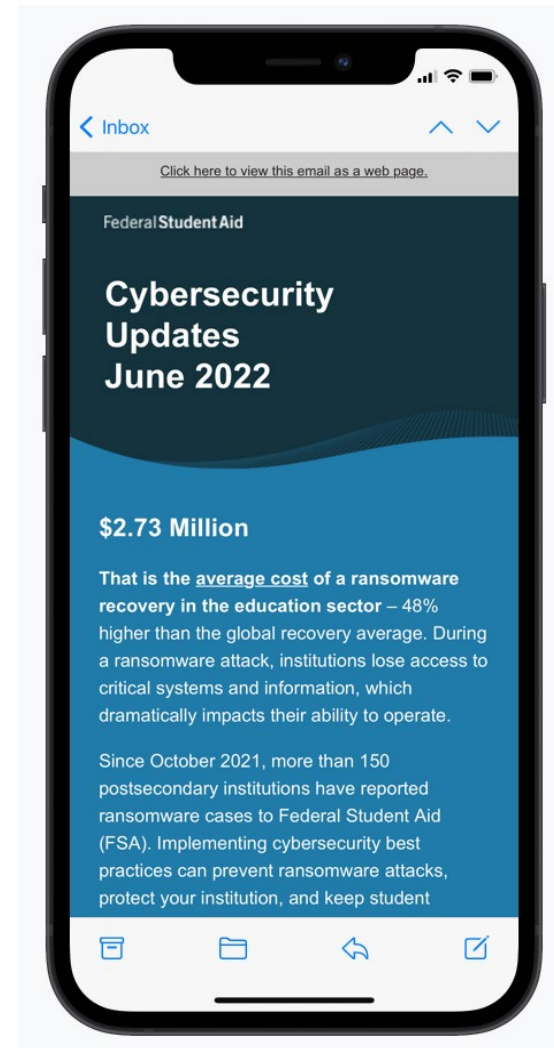 Inbox
Click here to view this email as a web page.
Federal Student Aid
Cybersecurity
Updates
June 2022
$2.73 Million
That is the average cost of a ransomware
recovery in the education sector – 48%
higher than the global recovery average. During
a ransomware attack, institutions lose access to
critical systems and information, which
dramatically impacts their ability to operate.
Since October 2021, more than 150
postsecondary institutions have reported
ransomware cases to Federal Student Aid
(FSA). Implementing cybersecurity best
practices can prevent ransomware attacks,
protect your institution, and keep student